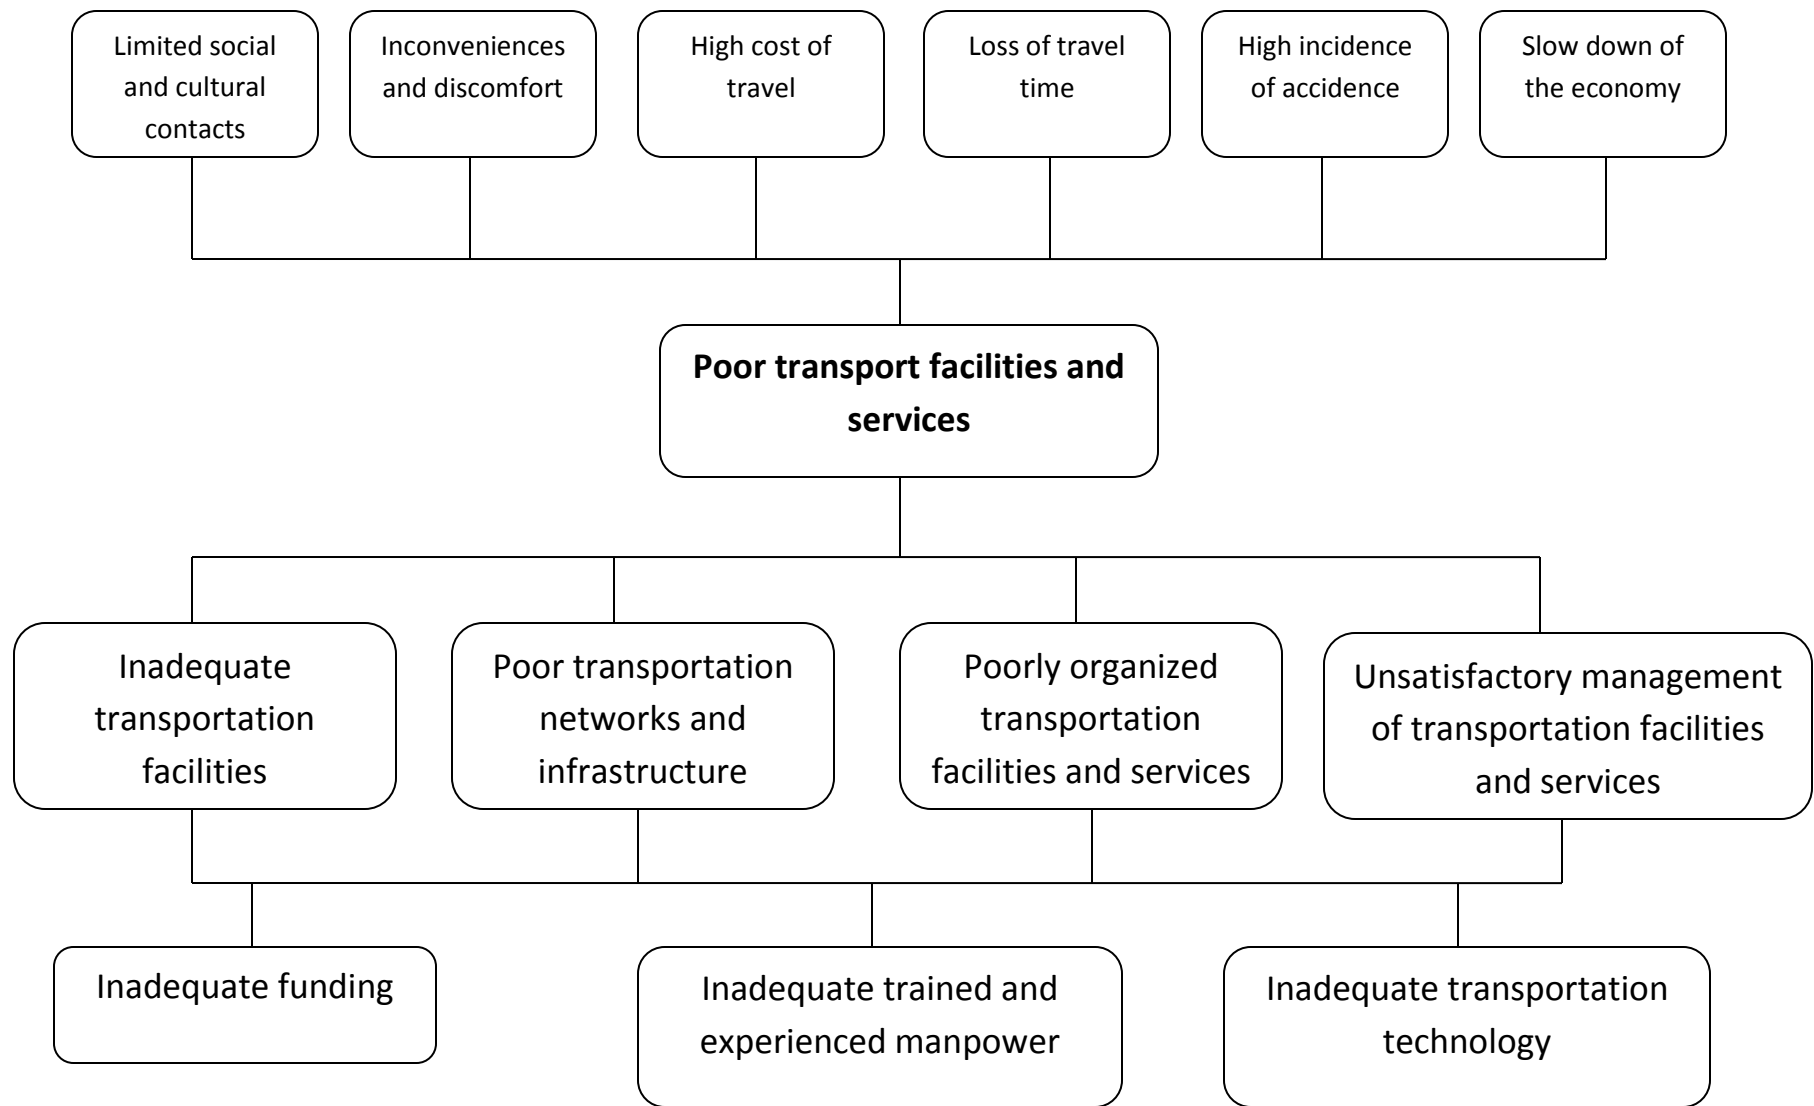 Limited social
and cultural
contacts
Inconveniences
and discomfort
High cost of
travel
Loss of travel
time
High incidence
of accidence
Slow down of
the economy
Poor transport facilities and
services
Inadequate
transportation
facilities
Poor transportation
networks and
infrastructure
Poorly organized
transportation
facilities and services
Unsatisfactory management
of transportation facilities
and services
Inadequate funding
Inadequate trained and
experienced manpower
Inadequate transportation
technology